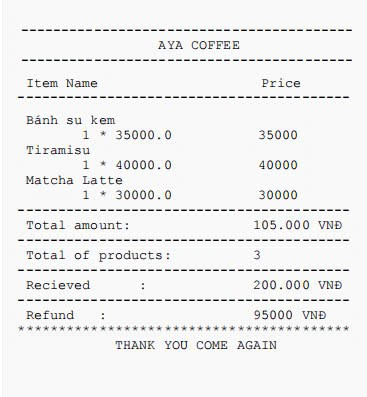 ------------------------------------------
AYA COFFEE
------------------------------------------
Item Name Price
------------------------------------------
Bánh su kem
1 * 35000.0 35000
Tiramisu
1 * 40000.0 40000
Matcha Latte
1 * 30000.0 30000
------------------------------------------
Total amount: 105.000 VNĐ
------------------------------------------
Total of products: 3
------------------------------------------
Recieved : 200.000 VNĐ
------------------------------------------
Refund : 95000 VNĐ
******************************************
THANK YOU COME AGAIN